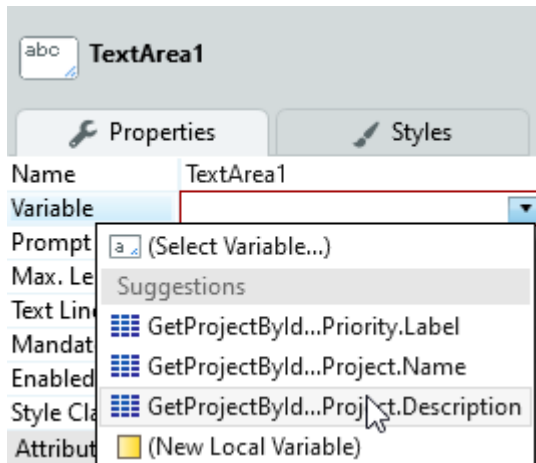 abc TextArea1
Properties Styles
Name TextArea1
Variable
Prompt (Select Variable...)
Max. Le Suggestions
Text Lin GetProjectById...Priority.Label
Mandat GetProjectById...Project.Name
Enabled
Style Cla GetProjectById...Project.Description
Attribut (New Local Variable)